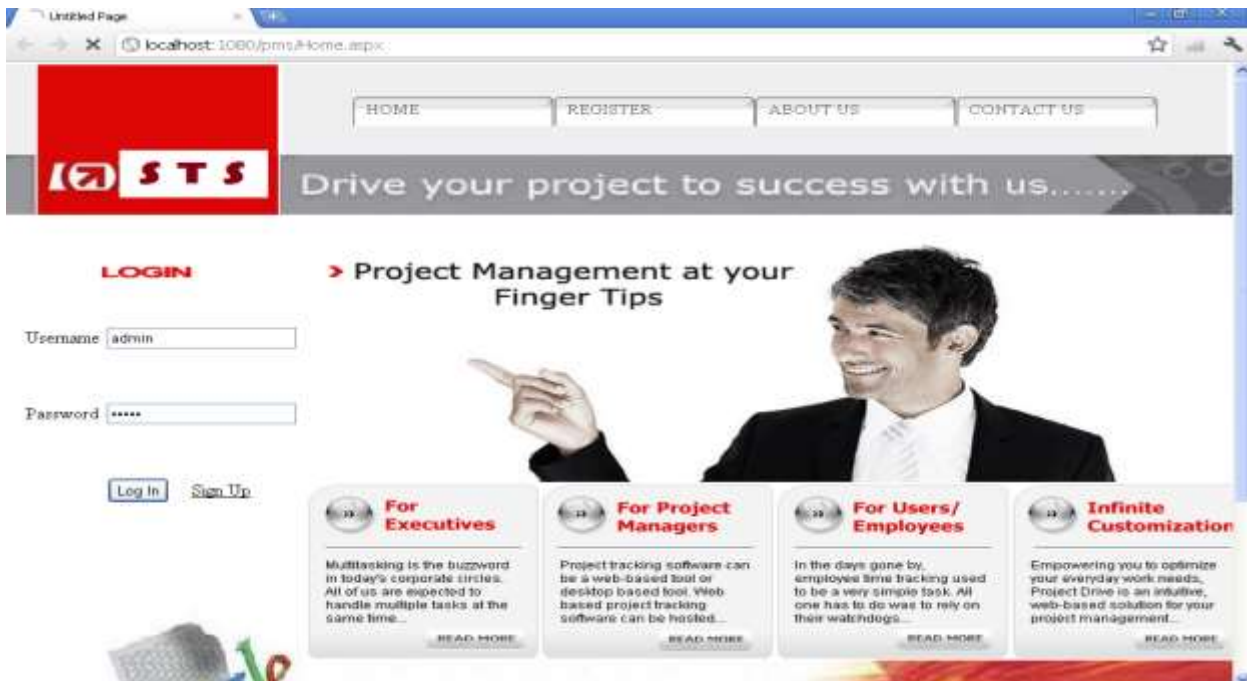 Untitled Page
localhost:1080/pms/Home.aspx
HOME REGISTER ABOUT US CONTACT US
STS
Drive your project to success with us.......
LOGIN
Username admin
Password •••••
Log In Sign Up
> Project Management at your
Finger Tips
For
Executives
Multitasking is the buzzword
in today's corporate circles.
All of us are expected to
handle multiple tasks at the
same time...
READ MORE
For Project
Managers
Project tracking software can
be a web-based tool or
desktop based tool. Web
based project tracking
software can be hosted...
READ MORE
For Users/
Employees
In the days gone by,
employee time tracking used
to be a very simple task. All
one has to do was to rely on
their watchdogs...
READ MORE
Infinite
Customization
Empowering you to optimize
your everyday work needs,
Project Drive is an intuitive,
web-based solution for your
project management...
READ MORE